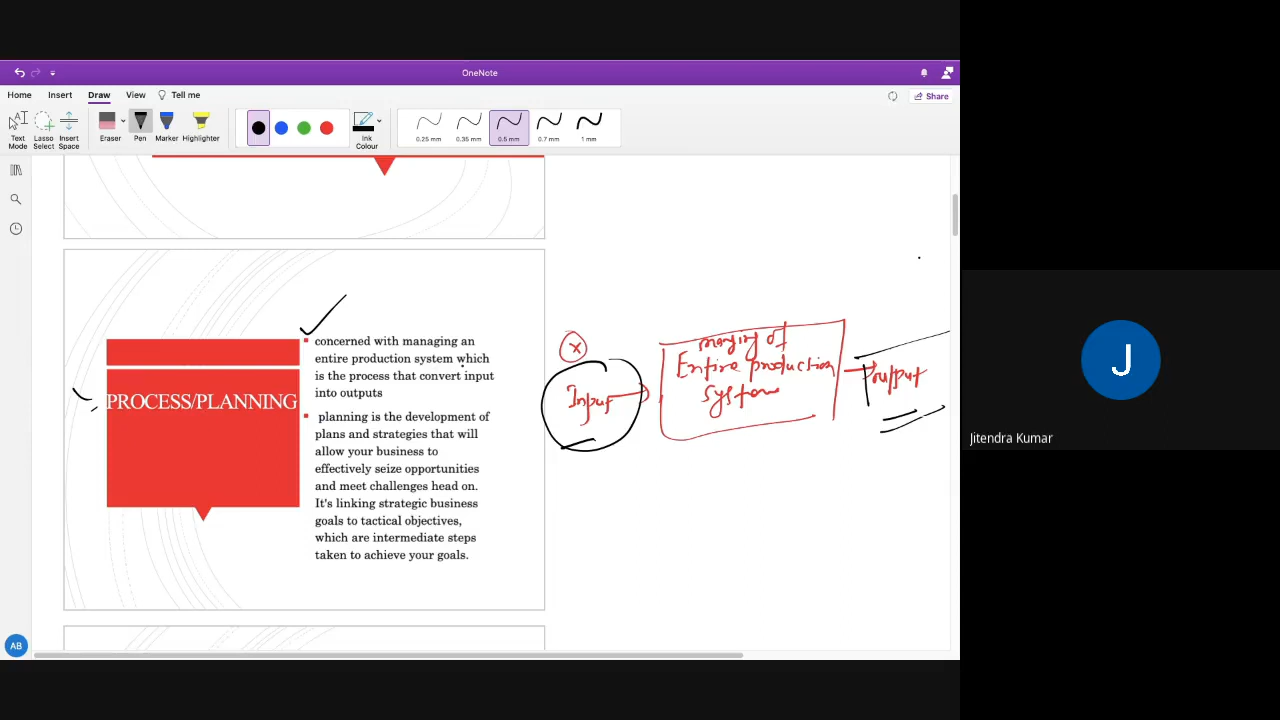 OneNote
Home Insert Draw View Tell me
Share
Text Mode
Lasso Select
Insert Space
Eraser
Pen
Marker
Highlighter
Ink Colour
0.25 mm
0.35 mm
0.5 mm
0.7 mm
1 mm
PROCESS/PLANNING
concerned with managing an
entire production system which
is the process that convert input
into outputs
planning is the development of
plans and strategies that will
allow your business to
effectively seize opportunities
and meet challenges head on.
It's linking strategic business
goals to tactical objectives,
which are intermediate steps
taken to achieve your goals.
x
Input
of
Entire production
System
output
J
Jitendra Kumar
AB